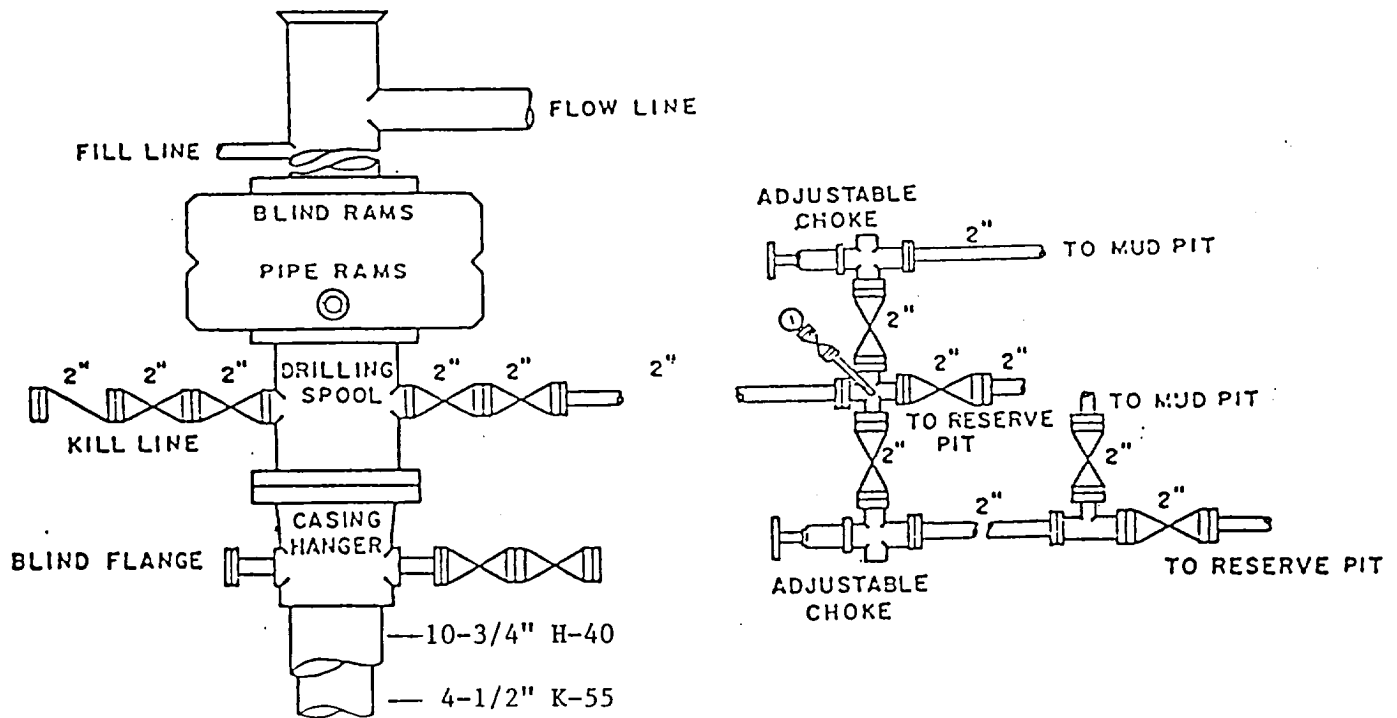 FLOW LINE
FILL LINE
BLIND RAMS
PIPE RAMS
2" 2" 2" DRILLING SPOOL 2" 2" 2"
KILL LINE
CASING
HANGER
BLIND FLANGE
10-3/4" H-40
4-1/2" K-55
ADJUSTABLE
CHOKE
2"
TO MUD PIT
2"
2" 2"
TO RESERVE
PIT
TO MUD PIT
2"
2"
2"
2"
TO RESERVE PIT
ADJUSTABLE
CHOKE